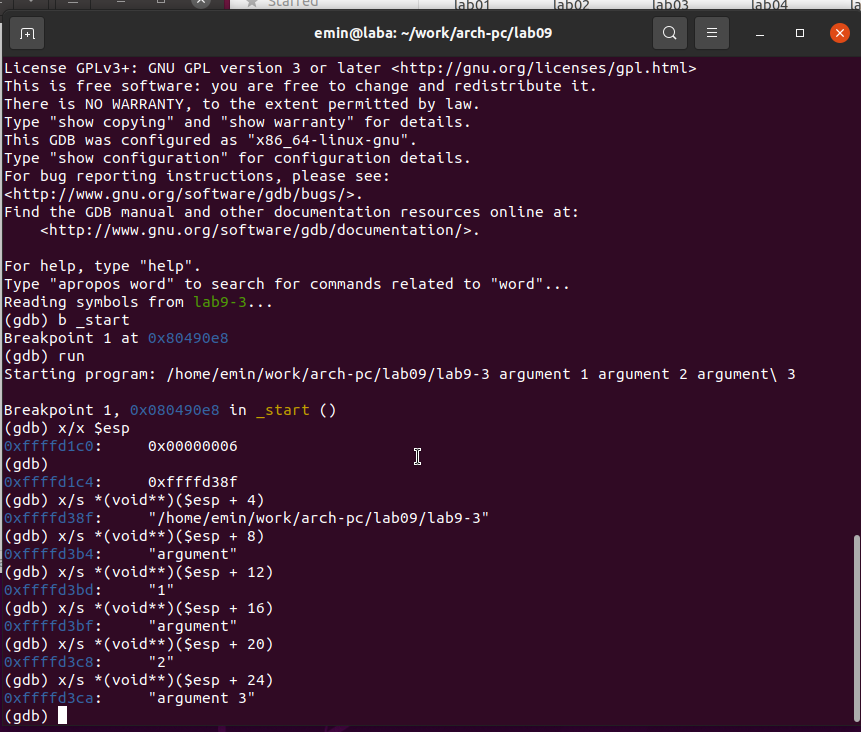 Starred
lab01 lab02 lab03 lab04
emin@laba: ~/work/arch-pc/lab09
License GPLv3+: GNU GPL version 3 or later <http://gnu.org/licenses/gpl.html>
This is free software: you are free to change and redistribute it.
There is NO WARRANTY, to the extent permitted by law.
Type "show copying" and "show warranty" for details.
This GDB was configured as "x86_64-linux-gnu".
Type "show configuration" for configuration details.
For bug reporting instructions, please see:
<http://www.gnu.org/software/gdb/bugs/>.
Find the GDB manual and other documentation resources online at:
    <http://www.gnu.org/software/gdb/documentation/>.

For help, type "help".
Type "apropos word" to search for commands related to "word"...
Reading symbols from lab9-3...
(gdb) b _start
Breakpoint 1 at 0x80490e8
(gdb) run
Starting program: /home/emin/work/arch-pc/lab09/lab9-3 argument 1 argument 2 argument\ 3

Breakpoint 1, 0x080490e8 in _start ()
(gdb) x/x $esp
0xffffd1c0:     0x00000006
(gdb)
0xffffd1c4:     0xffffd38f
(gdb) x/s *(void**)($esp + 4)
0xffffd38f:     "/home/emin/work/arch-pc/lab09/lab9-3"
(gdb) x/s *(void**)($esp + 8)
0xffffd3b4:     "argument"
(gdb) x/s *(void**)($esp + 12)
0xffffd3bd:     "1"
(gdb) x/s *(void**)($esp + 16)
0xffffd3bf:     "argument"
(gdb) x/s *(void**)($esp + 20)
0xffffd3c8:     "2"
(gdb) x/s *(void**)($esp + 24)
0xffffd3ca:     "argument 3"
(gdb)